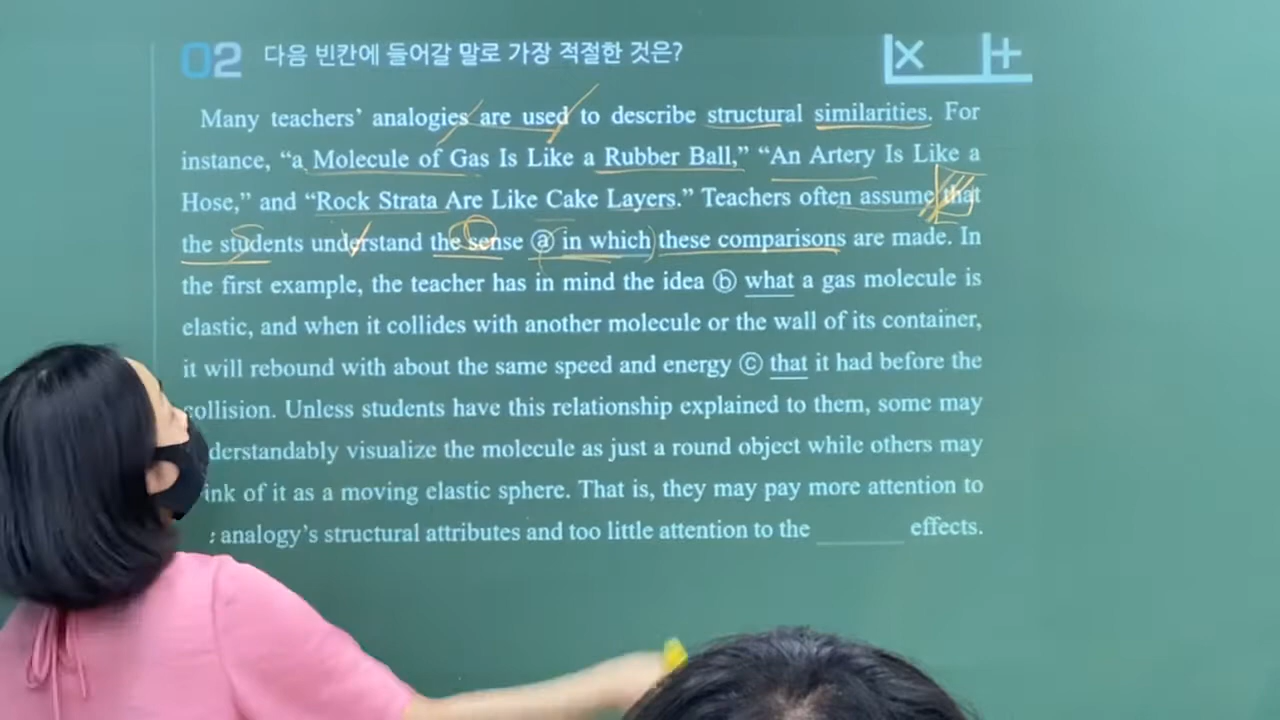 02 다음 빈칸에 들어갈 말로 가장 적절한 것은?
Many teachers' analogies are used to describe structural similarities. For
instance, “a Molecule of Gas Is Like a Rubber Ball,” “An Artery Is Like a
Hose,” and “Rock Strata Are Like Cake Layers.” Teachers often assume that
the students understand the sense ⓐ in which these comparisons are made. In
the first example, the teacher has in mind the idea ⓑ what a gas molecule is
elastic, and when it collides with another molecule or the wall of its container,
it will rebound with about the same speed and energy ⓒ that it had before the
collision. Unless students have this relationship explained to them, some may
derstandably visualize the molecule as just a round object while others may
ink of it as a moving elastic sphere. That is, they may pay more attention to
analogy's structural attributes and too little attention to the ________ effects.